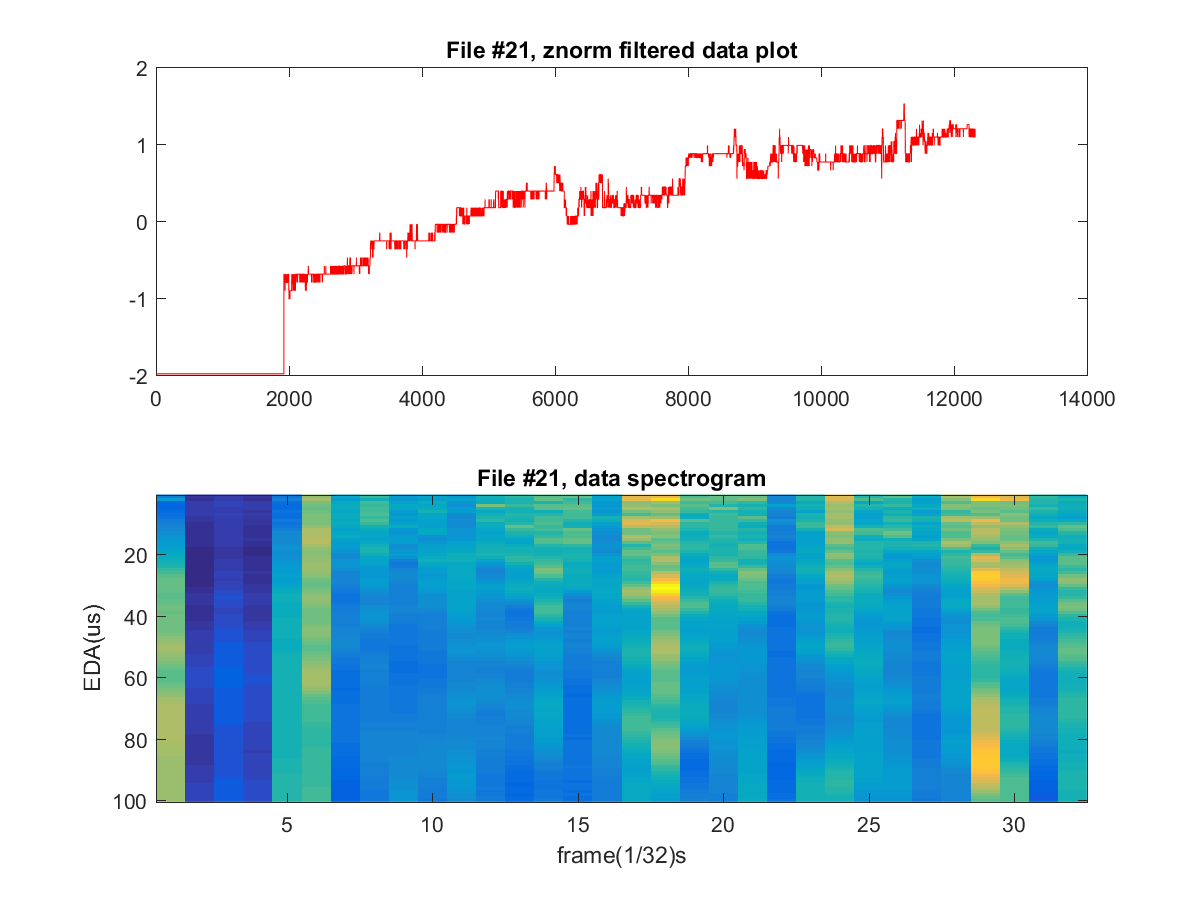 File #21, znorm filtered data plot
2
1
0
-1
-2
0 2000 4000 6000 8000 10000 12000 14000
File #21, data spectrogram
20
40
60
80
100
EDA(us)
5 10 15 20 25 30
frame(1/32)s